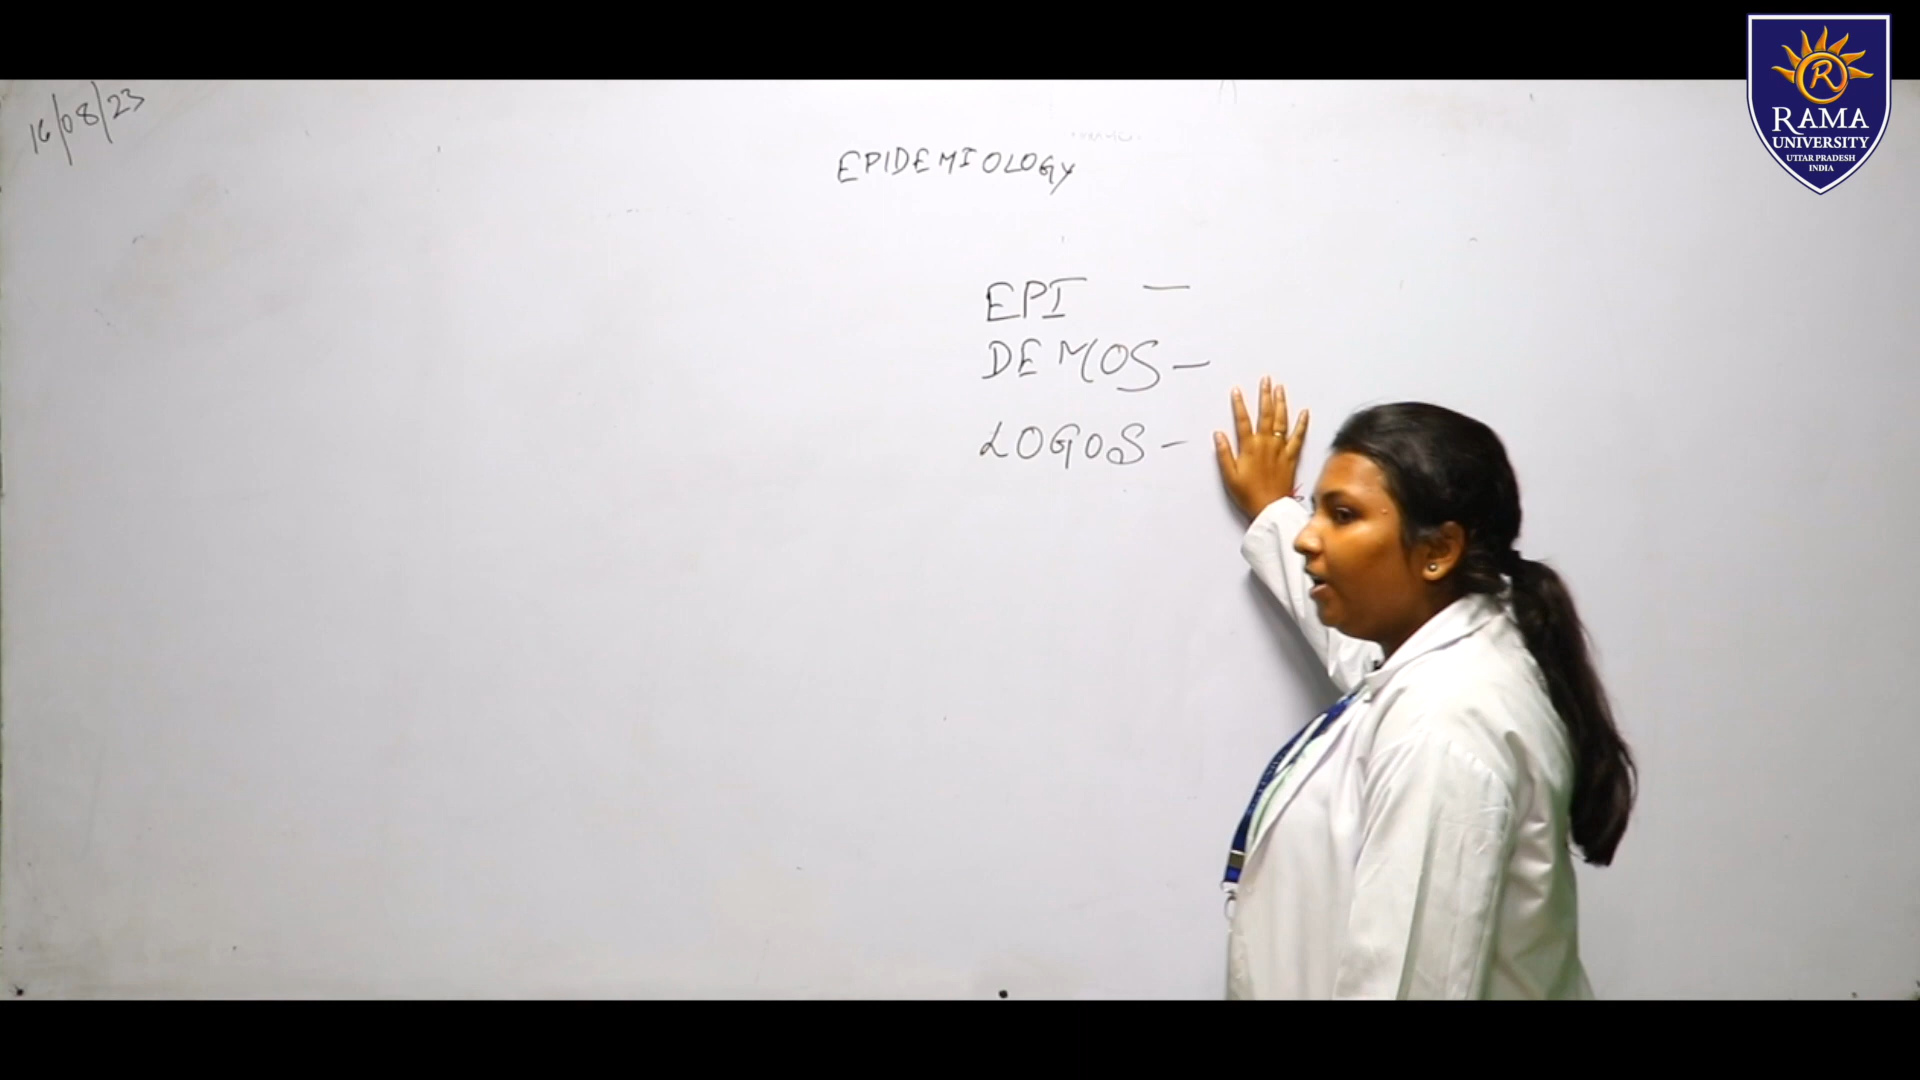 16/08/23
EPIDEMIOLOGY
EPI —
DEMOS —
LOGOS —
R
RAMA
UNIVERSITY
UTTAR PRADESH
INDIA